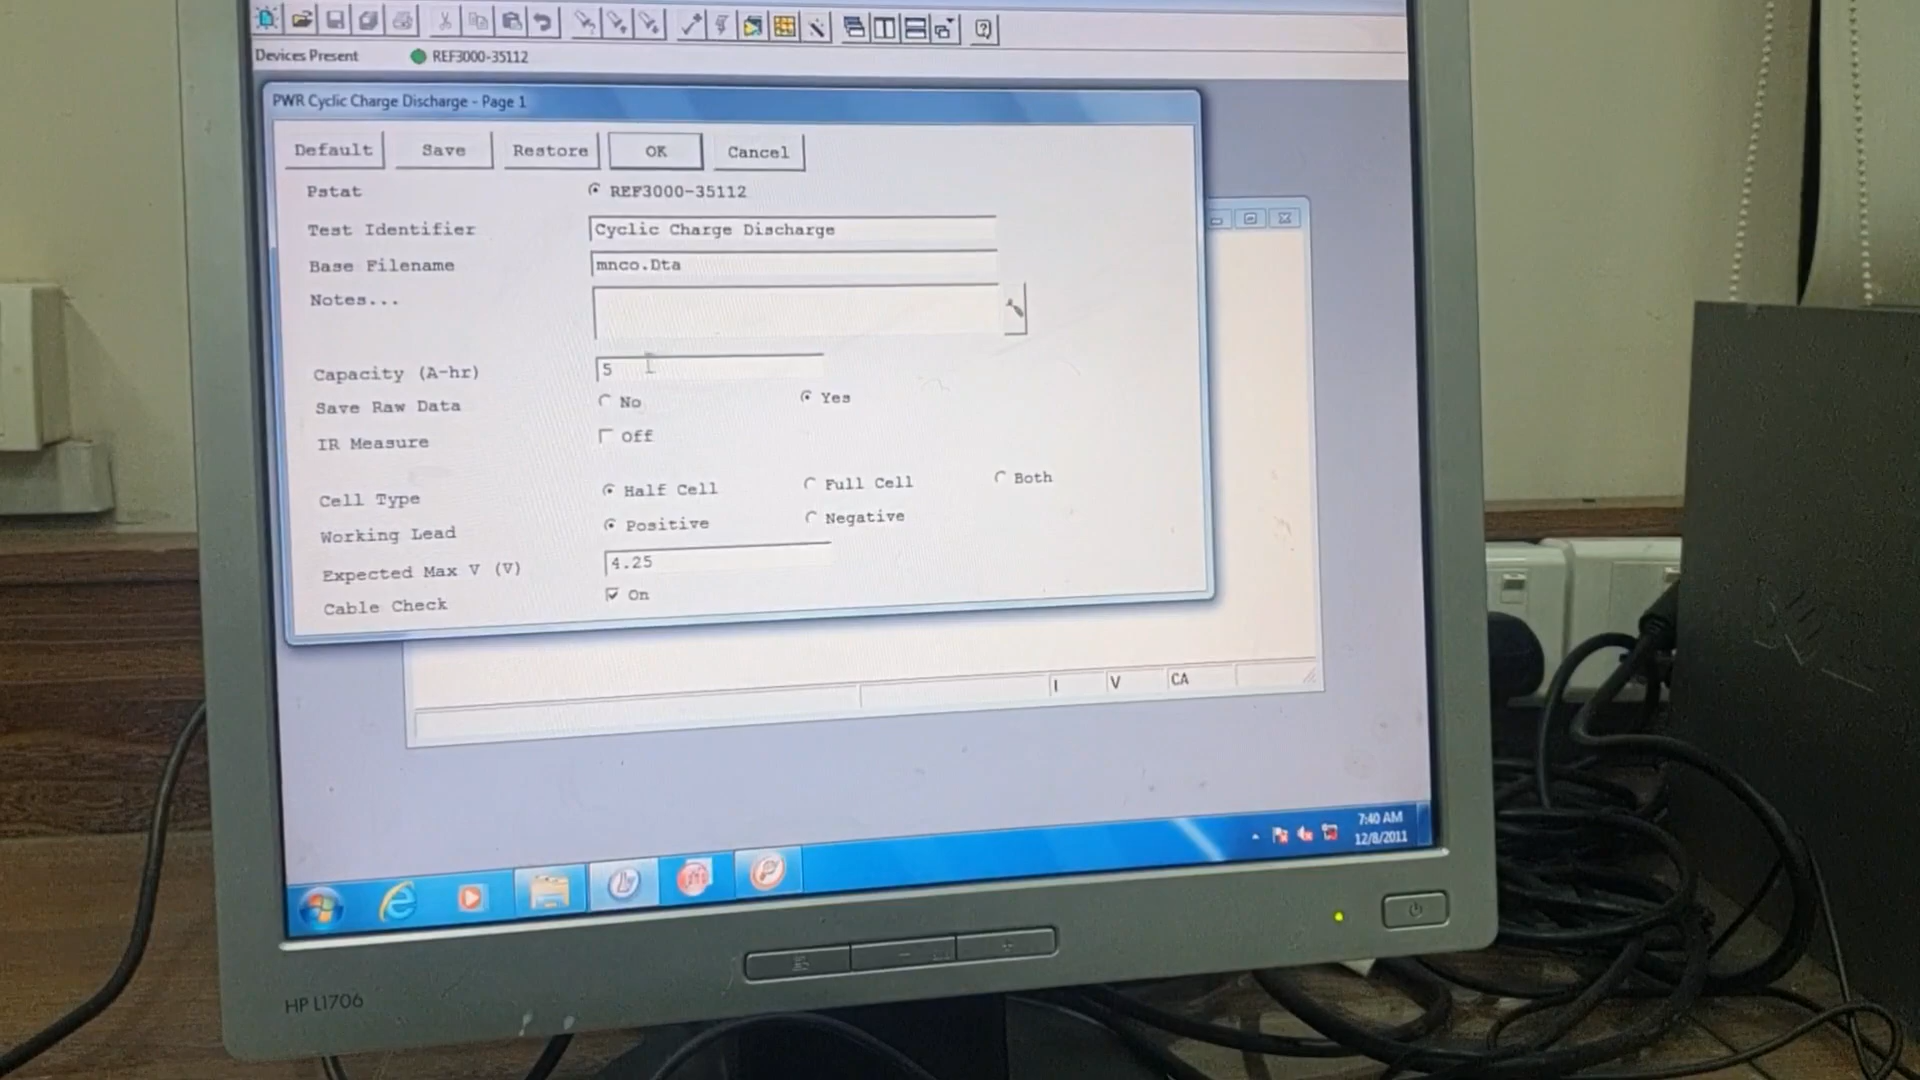 Devices Present REF3000-35112
PWR Cyclic Charge Discharge - Page 1
Default Save Restore OK Cancel
Pstat REF3000-35112
Test Identifier Cyclic Charge Discharge
Base Filename mnco.Dta
Notes...
Capacity (A-hr) 5
Save Raw Data No Yes
IR Measure Off
Cell Type Half Cell Full Cell Both
Working Lead Positive Negative
Expected Max V (V) 4.25
Cable Check On
I V CA
7:40 AM
12/8/2011
HP L1706